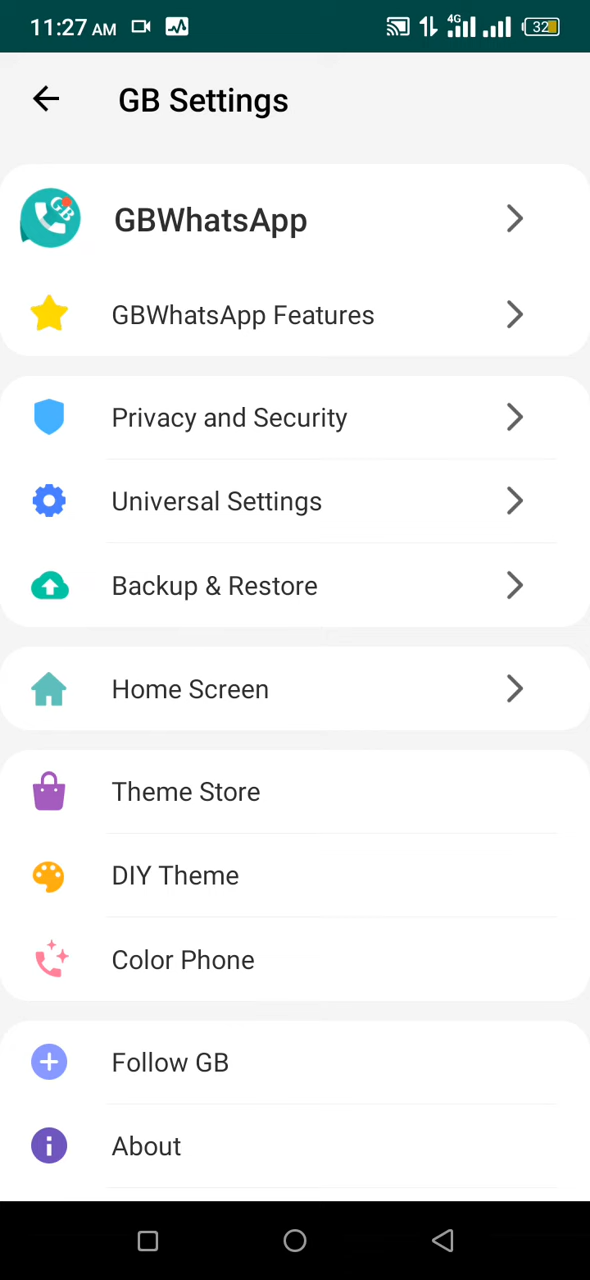 11:27 AM 4G 32
GB Settings
GB
GBWhatsApp
GBWhatsApp Features
Privacy and Security
Universal Settings
Backup & Restore
Home Screen
Theme Store
DIY Theme
Color Phone
Follow GB
About